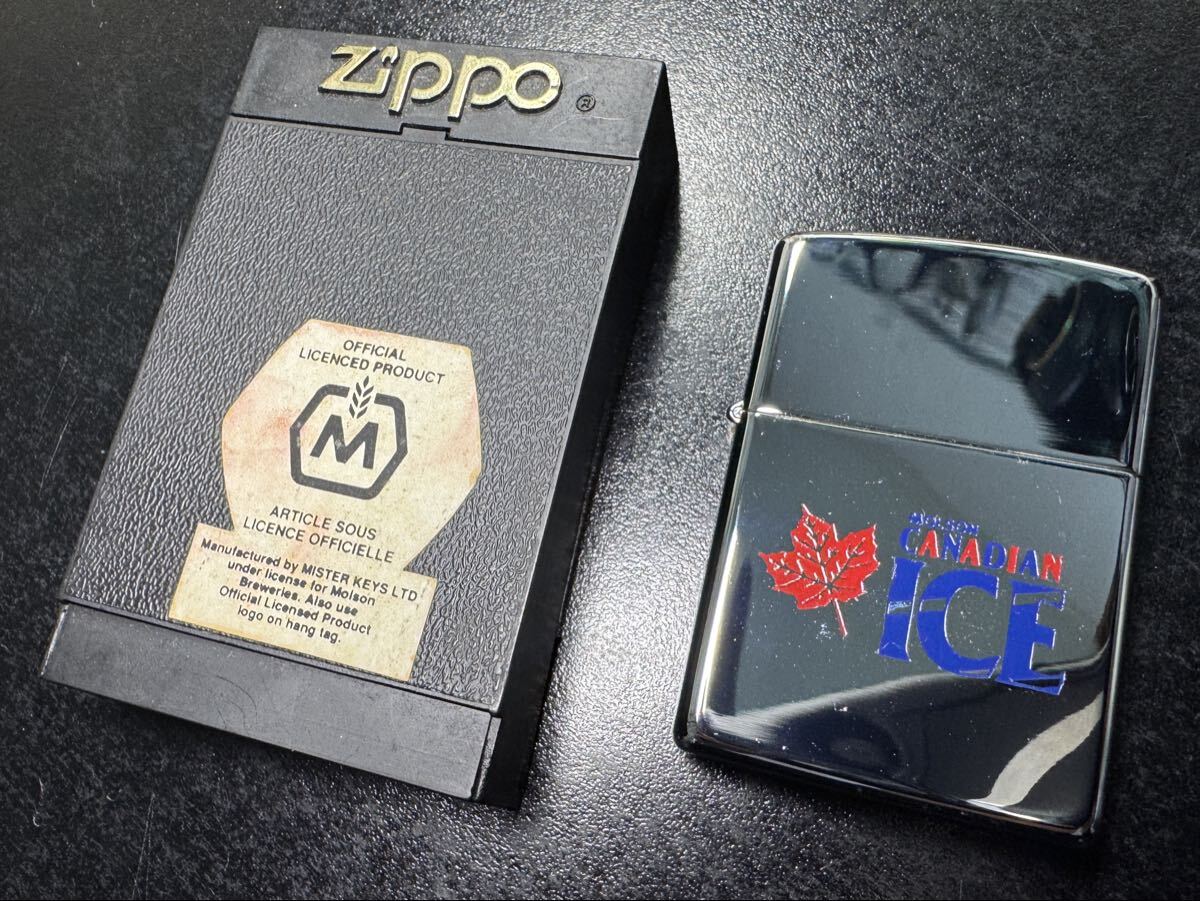 Zippo ®
OFFICIAL
LICENCED PRODUCT
M
ARTICLE SOUS
LICENCE OFFICIELLE
Manufactured by MISTER KEYS LTD
under license for Molson
Breweries. Also use
Official Licensed Product
logo on hang tag.
MOLSON
CANADIAN
ICE